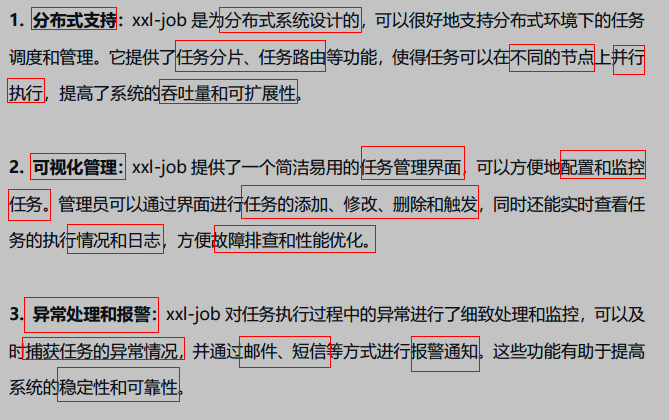 1. 分布式支持：xxl-job 是为分布式系统设计的，可以很好地支持分布式环境下的任务
调度和管理。它提供了任务分片、任务路由等功能，使得任务可以在不同的节点上并行
执行，提高了系统的吞吐量和可扩展性。
2. 可视化管理：xxl-job 提供了一个简洁易用的任务管理界面，可以方便地配置和监控
任务。管理员可以通过界面进行任务的添加、修改、删除和触发，同时还能实时查看任
务的执行情况和日志，方便故障排查和性能优化。
3. 异常处理和报警：xxl-job 对任务执行过程中的异常进行了细致处理和监控，可以及
时捕获任务的异常情况，并通过邮件、短信等方式进行报警通知。这些功能有助于提高
系统的稳定性和可靠性。